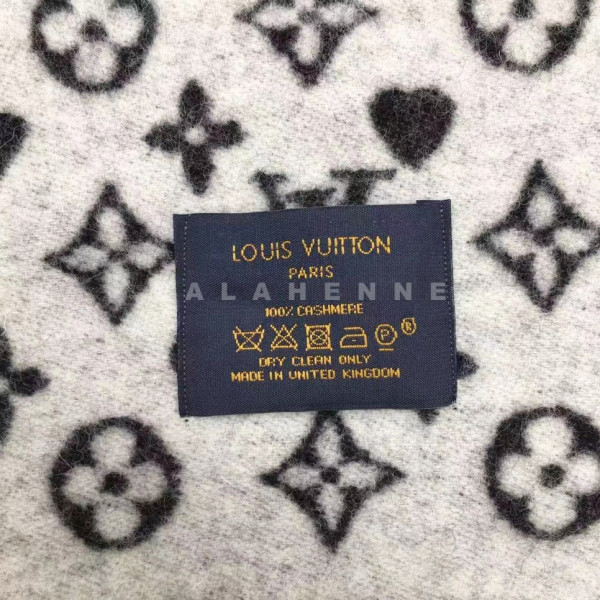 LOUIS VUITTON
PARIS
ALAHENNE
100% CASHMERE
P ®
DRY CLEAN ONLY
MADE IN UNITED KINGDOM